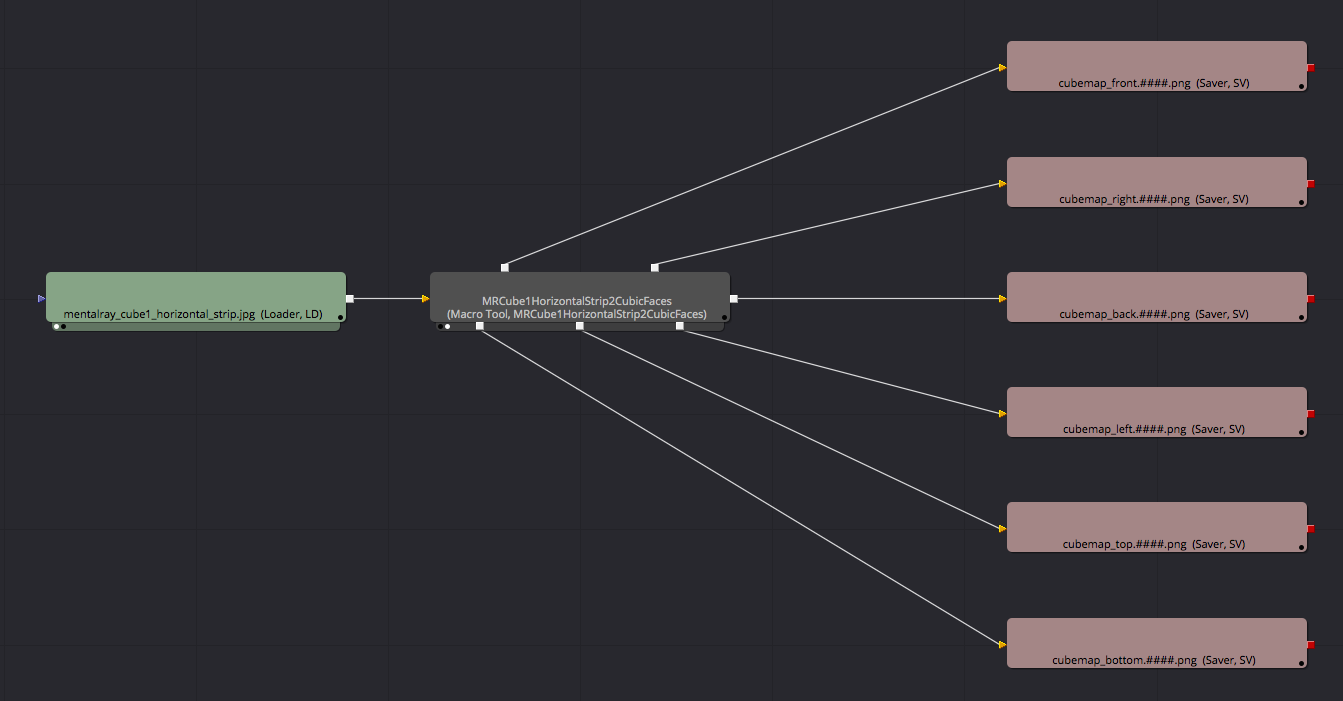 cubemap_front.####.png (Saver, SV)
cubemap_right.####.png (Saver, SV)
mentalray_cube1_horizontal_strip.jpg (Loader, LD)
MRCube1HorizontalStrip2CubicFaces
(Macro Tool, MRCube1HorizontalStrip2CubicFaces)
cubemap_back.####.png (Saver, SV)
cubemap_left.####.png (Saver, SV)
cubemap_top.####.png (Saver, SV)
cubemap_bottom.####.png (Saver, SV)